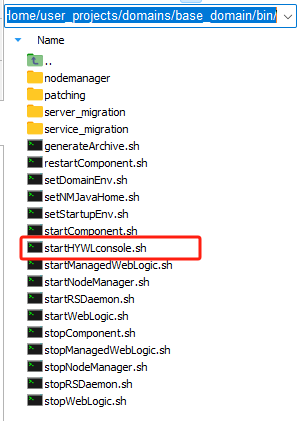 Home/user_projects/domains/base_domain/bin/
Name
..
nodemanager
patching
server_migration
service_migration
generateArchive.sh
restartComponent.sh
setDomainEnv.sh
setNMJavaHome.sh
setStartupEnv.sh
startComponent.sh
startHYWLconsole.sh
startManagedWebLogic.sh
startNodeManager.sh
startRSDaemon.sh
startWebLogic.sh
stopComponent.sh
stopManagedWebLogic.sh
stopNodeManager.sh
stopRSDaemon.sh
stopWebLogic.sh